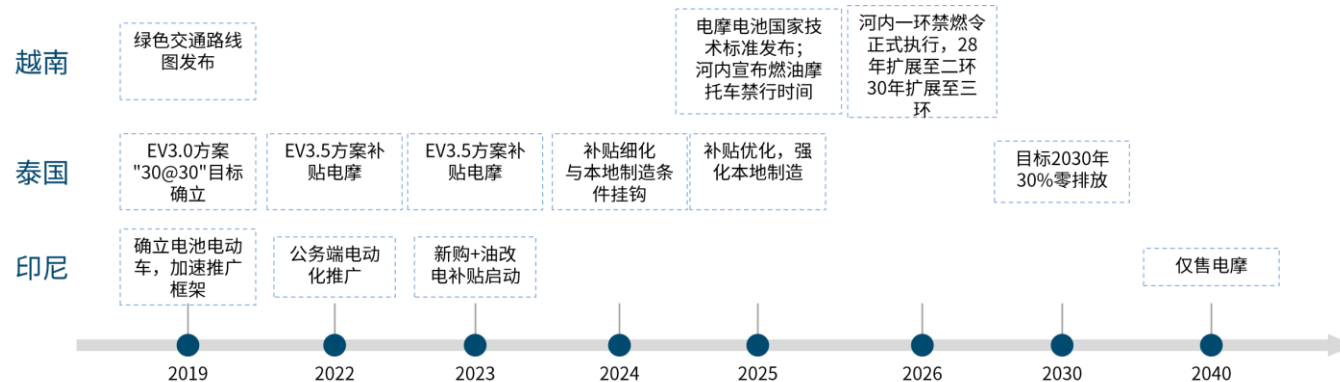 越南
绿色交通路线
图发布
电摩电池国家技
术标准发布；
河内宣布燃油摩
托车禁行时间
河内一环禁燃令
正式执行，28
年扩展至二环
30年扩展至三
环
泰国
EV3.0方案
"30@30"目标
确立
EV3.5方案补
贴电摩
EV3.5方案补
贴电摩
补贴细化
与本地制造条
件挂钩
补贴优化，强
化本地制造
目标2030年
30%零排放
印尼
确立电池电动
车，加速推广
框架
公务端电动
化推广
新购+油改
电补贴启动
仅售电摩
2019
2022
2023
2024
2025
2026
2030
2040